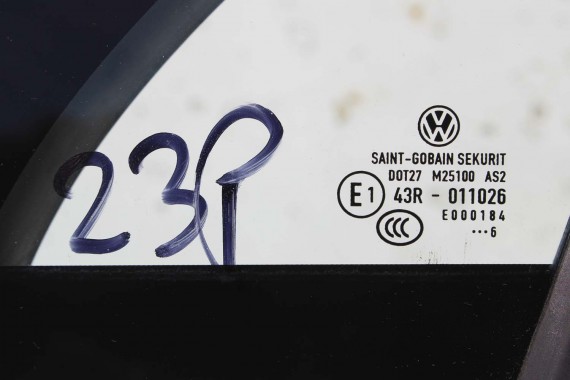 23P
VW
SAINT-GOBAIN SEKURIT
DOT27 M25100 AS2
E1 43R - 011026
E000184
CCC
···6